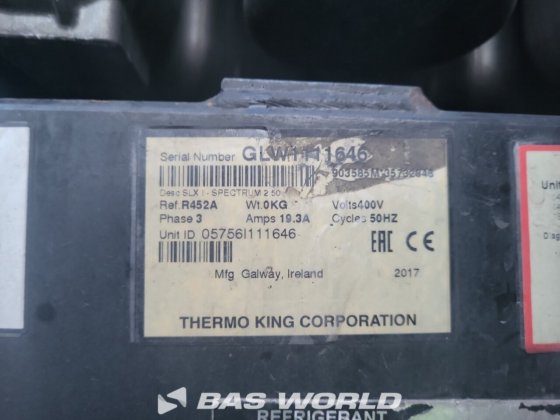 Serial Number GLW1111646
Desc SLX I - SPECTRUM 2 50
Ref.R452A Wt.0KG Volts400V
Phase 3 Amps 19.3A Cycles 50HZ
Unit ID 05756I111646
EAC CE
Mfg Galway, Ireland 2017
THERMO KING CORPORATION
BAS WORLD
REFRIGERANT